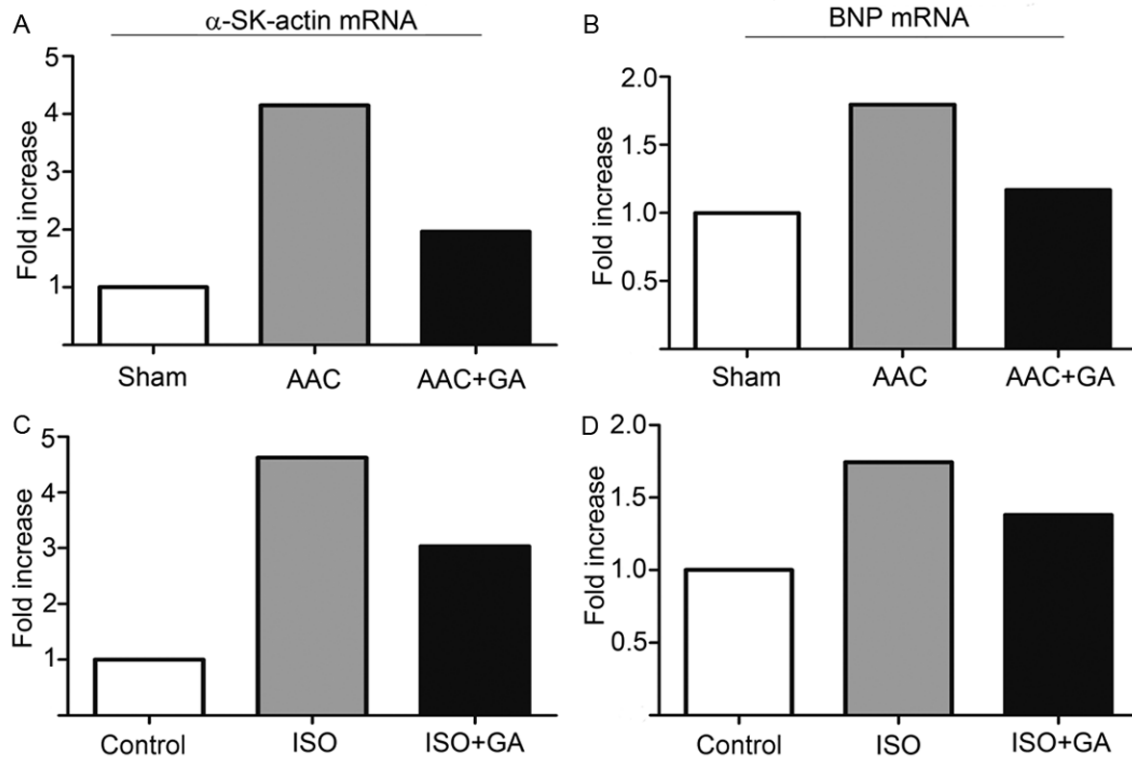 A
α-SK-actin mRNA
Fold increase
5
4
3
2
1
Sham
AAC
AAC+GA
B
BNP mRNA
Fold increase
2.0
1.5
1.0
0.5
Sham
AAC
AAC+GA
C
Fold increase
5
4
3
2
1
Control
ISO
ISO+GA
D
Fold increase
2.0
1.5
1.0
0.5
Control
ISO
ISO+GA